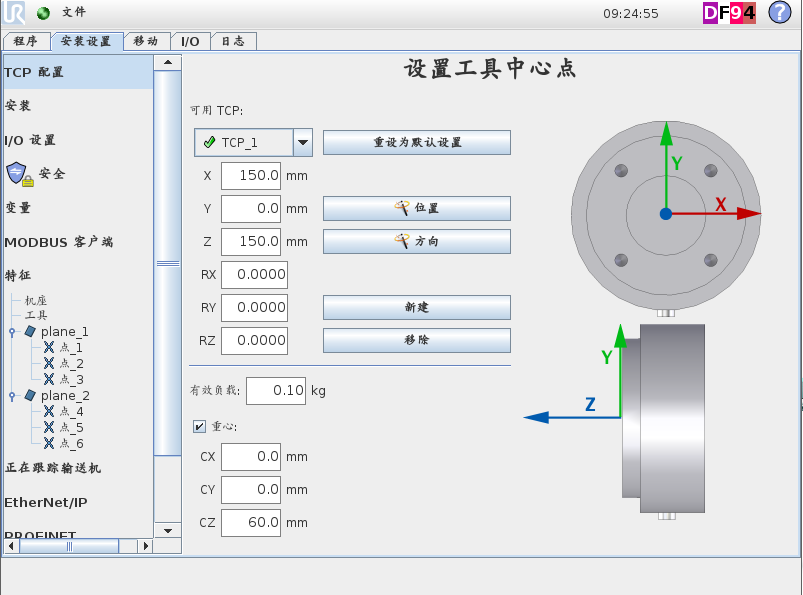 UR 文件 09:24:55 DF94 ?
程序 安装设置 移动 I/O 日志
TCP 配置
安装
I/O 设置
安全
变量
MODBUS 客户端
特征
机座
工具
plane_1
点_1
点_2
点_3
plane_2
点_4
点_5
点_6
正在跟踪输送机
EtherNet/IP
PROFINET
设置工具中心点
可用 TCP:
TCP_1 重设为默认设置
X 150.0 mm
Y 0.0 mm 位置
Z 150.0 mm 方向
RX 0.0000
RY 0.0000 新建
RZ 0.0000 移除
有效负载: 0.10 kg
重心:
CX 0.0 mm
CY 0.0 mm
CZ 60.0 mm
Y
X
Y
Z